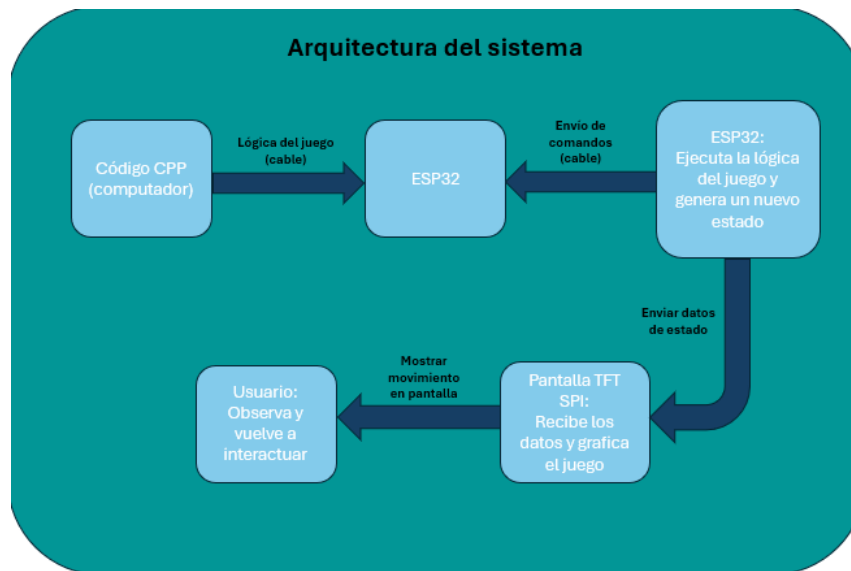 Arquitectura del sistema
Código CPP
(computador)
Lógica del juego
(cable)
ESP32
Envío de
comandos
(cable)
ESP32:
Ejecuta la lógica
del juego y
genera un nuevo
estado
Enviar datos
de estado
Usuario:
Observa y
vuelve a
interactuar
Mostrar
movimiento
en pantalla
Pantalla TFT
SPI:
Recibe los
datos y grafica
el juego